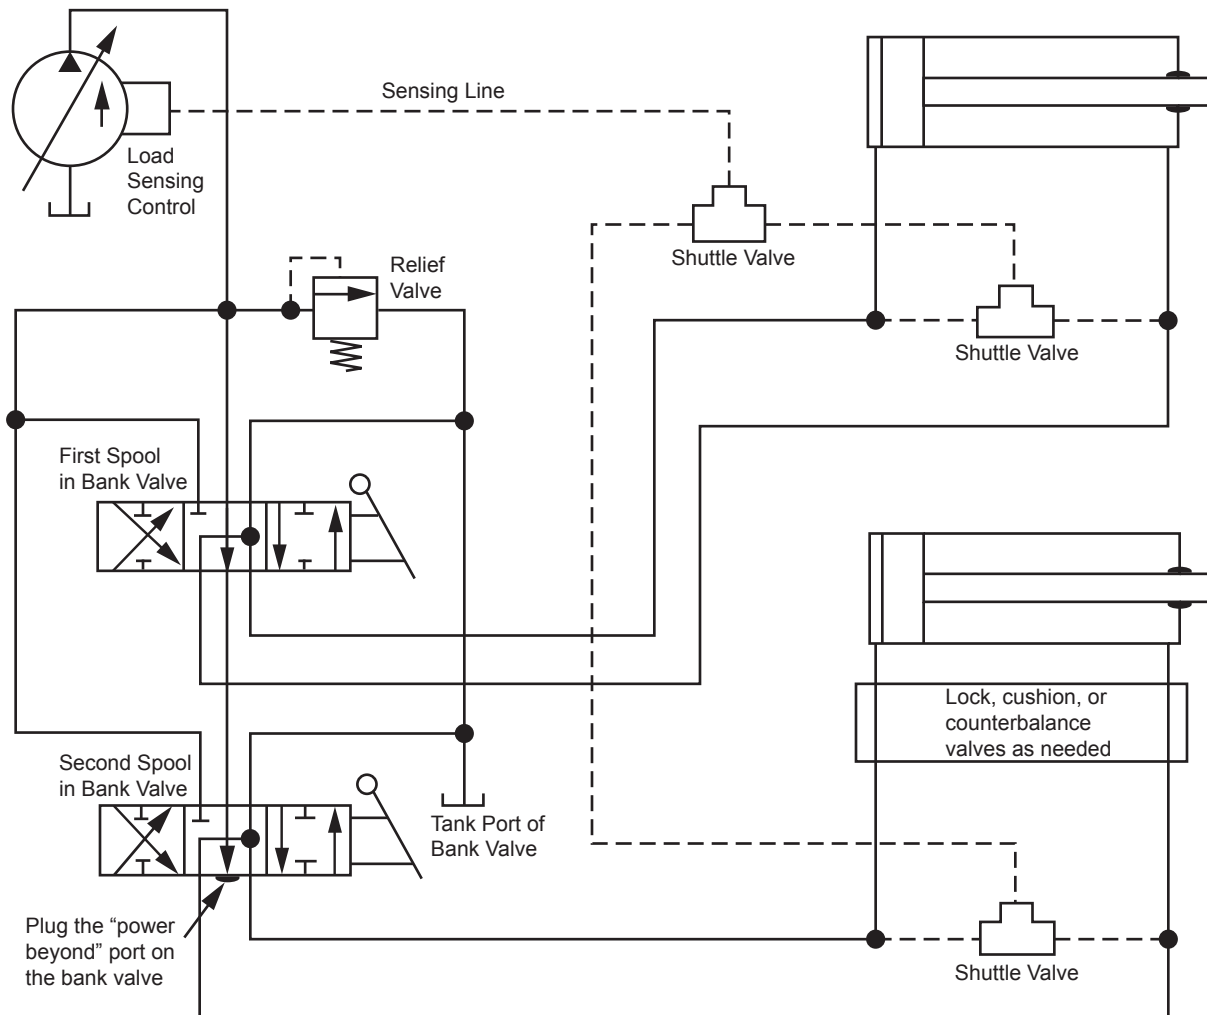 Sensing Line
Load
Sensing
Control
Shuttle Valve
Relief
Valve
Shuttle Valve
First Spool
in Bank Valve
Lock, cushion, or
counterbalance
valves as needed
Second Spool
in Bank Valve
Tank Port of
Bank Valve
Plug the “power
beyond” port on
the bank valve
Shuttle Valve